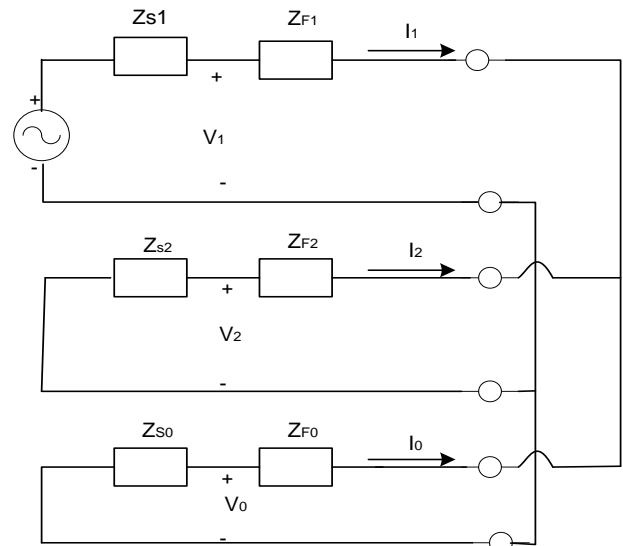 Zs1
ZF1
I1
+
+
V1
-
-
Zs2
ZF2
I2
+
V2
-
ZS0
ZF0
I0
+
V0
-